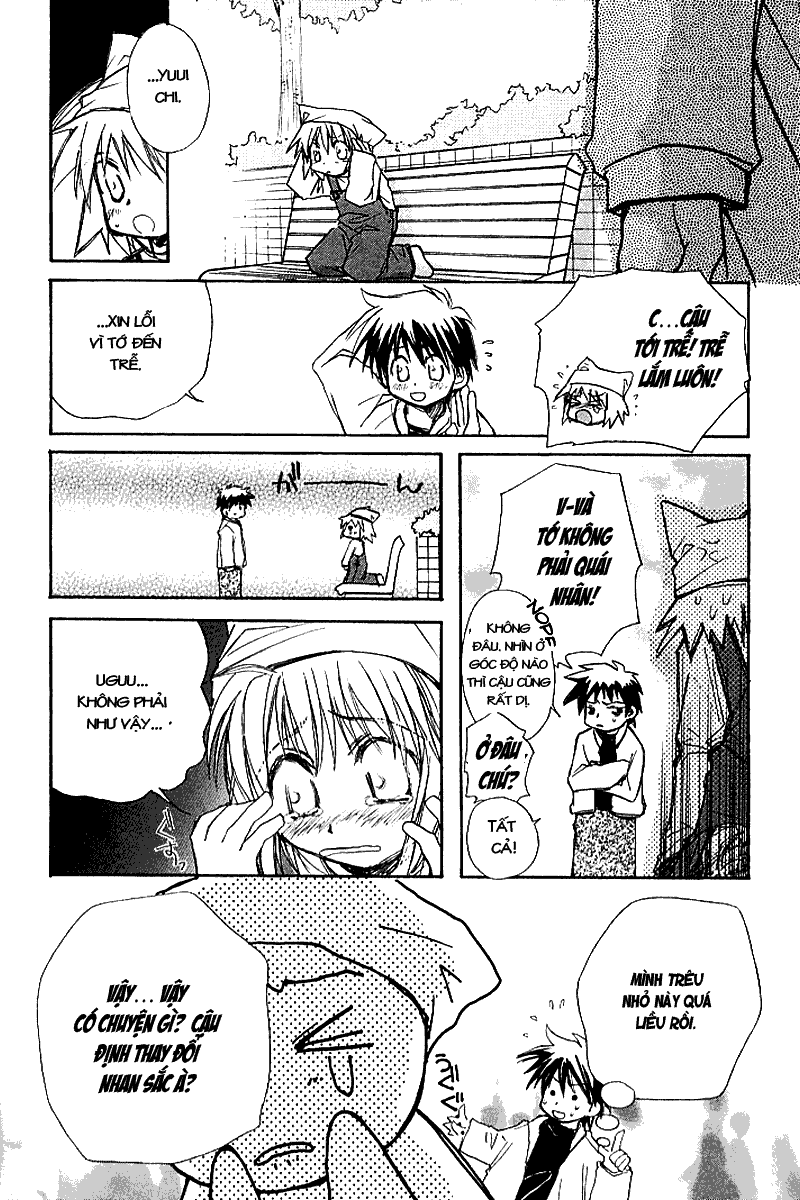 ...YUUI
CHI.
C...CẬU
TỚI TRỄ! TRỄ
LẮM LUÔN!
...XIN LỖI
VÌ TỚ ĐẾN
TRỄ.
が
ーん
V-VÀ
TỚ KHÔNG
PHẢI QUÁI
NHÂN!
NOPE
KHÔNG
ĐÂU. NHÌN Ở
GÓC ĐỘ NÀO
THÌ CẬU CŨNG
RẤT DỊ.
Ở ĐÂU
CHỨ?
TẤT
CẢ!
UGUU...
KHÔNG PHẢI
NHƯ VẬY...
MÌNH TRÊU
NHỎ NÀY QUÁ
LIỀU RỒI.
VẬY... VẬY
CÓ CHUYỆN GÌ? CẬU
ĐỊNH THAY ĐỔI
NHAN SẮC À?